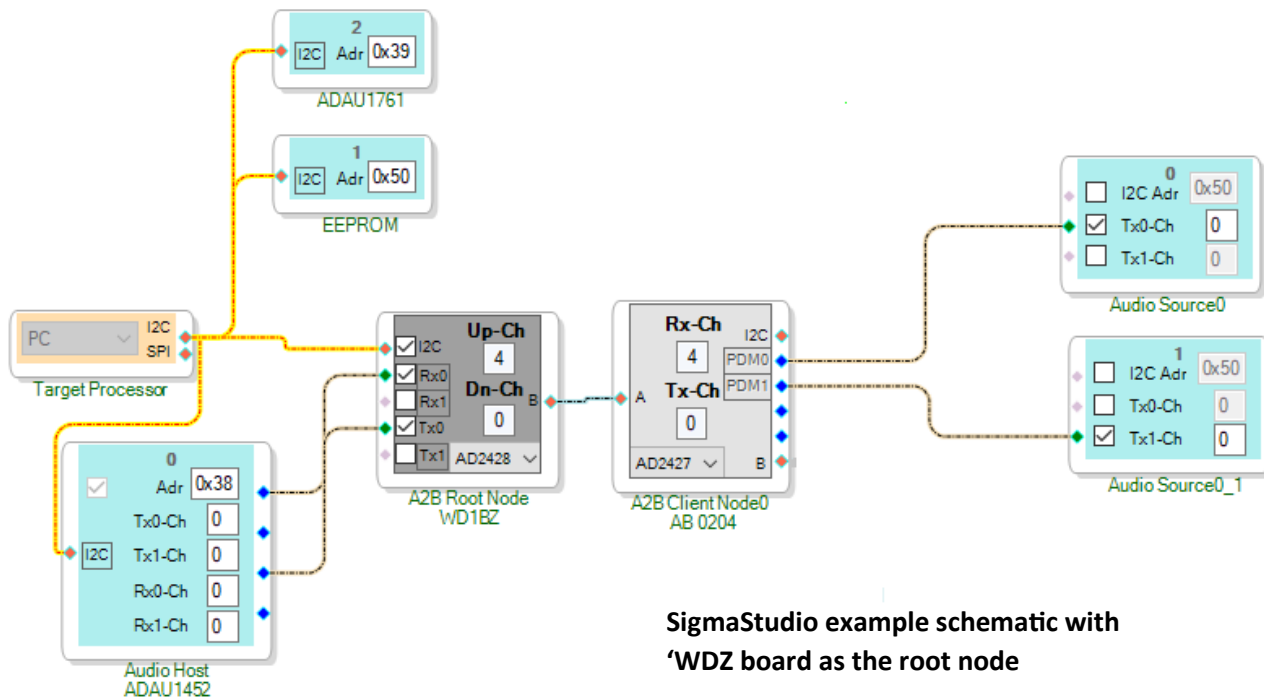 2
I2C Adr 0x39
ADAU1761
1
I2C Adr 0x50
EEPROM
PC
I2C
SPI
Target Processor
0
Adr 0x38
Tx0-Ch 0
I2C Tx1-Ch 0
Rx0-Ch 0
Rx1-Ch 0
Audio Host
ADAU1452
Up-Ch
I2C
4
Rx0
Dn-Ch
Rx1
B
0
Tx0
Tx1 AD2428
A2B Root Node
WD1BZ
Rx-Ch
I2C
4
PDM0
Tx-Ch
PDM1
A
0
AD2427
B
A2B Client Node0
AB 0204
0
I2C Adr 0x50
Tx0-Ch 0
Tx1-Ch 0
Audio Source0
1
I2C Adr 0x50
Tx0-Ch 0
Tx1-Ch 0
Audio Source0_1
SigmaStudio example schematic with
‘WDZ board as the root node